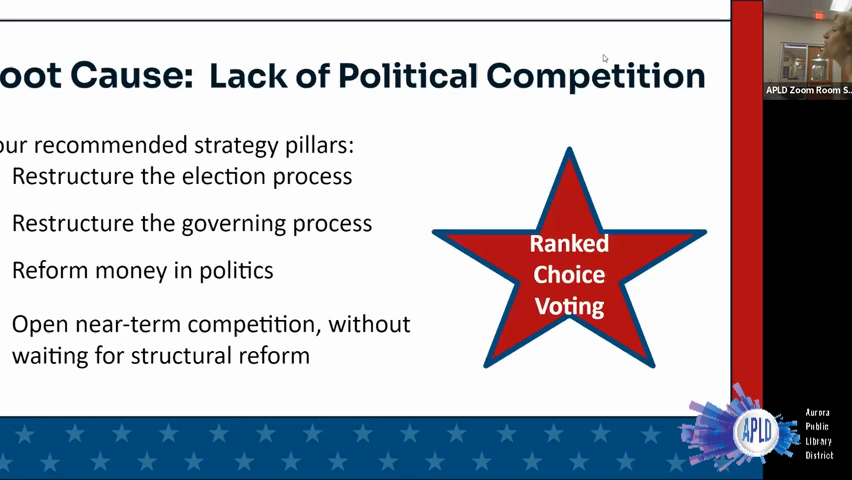 oot Cause: Lack of Political Competition
our recommended strategy pillars:
Restructure the election process
Restructure the governing process
Reform money in politics
Open near-term competition, without
waiting for structural reform
Ranked
Choice
Voting
APLD Zoom Room S...
APLD
Aurora
Public
Library
District